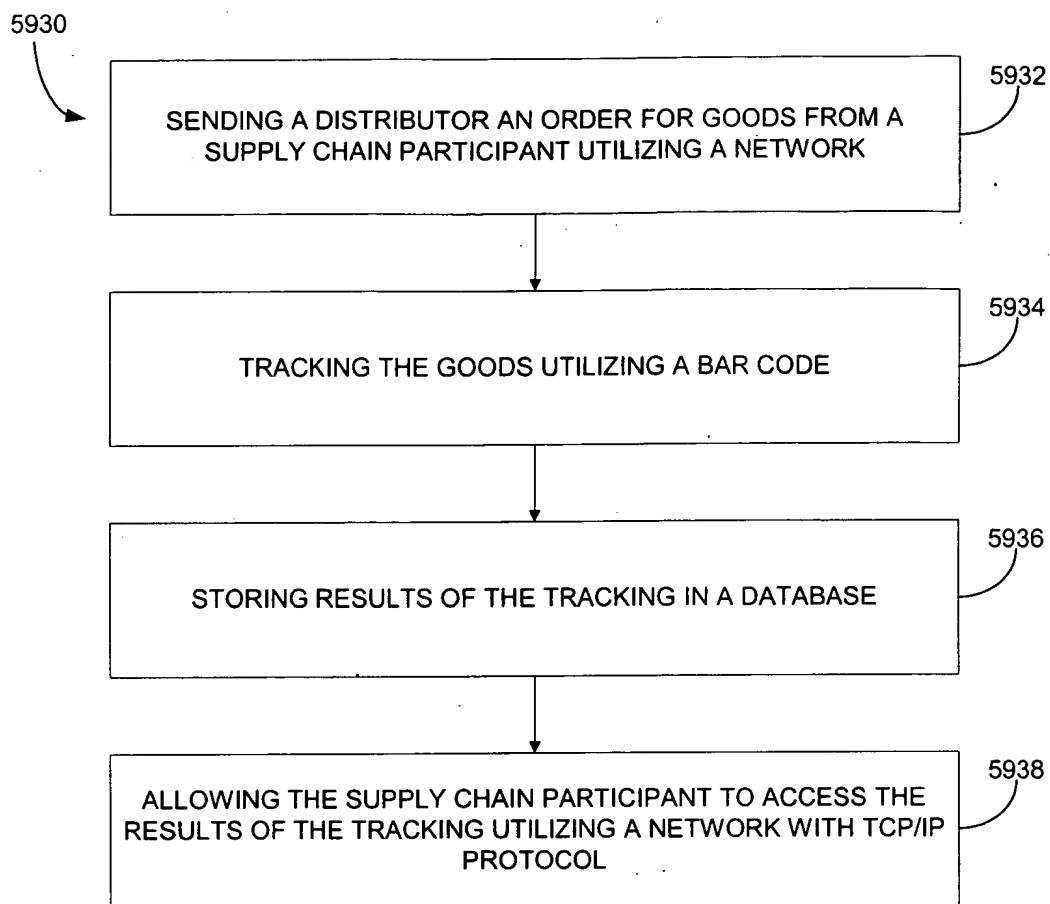 5930
5932
SENDING A DISTRIBUTOR AN ORDER FOR GOODS FROM A
SUPPLY CHAIN PARTICIPANT UTILIZING A NETWORK
5934
TRACKING THE GOODS UTILIZING A BAR CODE
5936
STORING RESULTS OF THE TRACKING IN A DATABASE
5938
ALLOWING THE SUPPLY CHAIN PARTICIPANT TO ACCESS THE
RESULTS OF THE TRACKING UTILIZING A NETWORK WITH TCP/IP
PROTOCOL